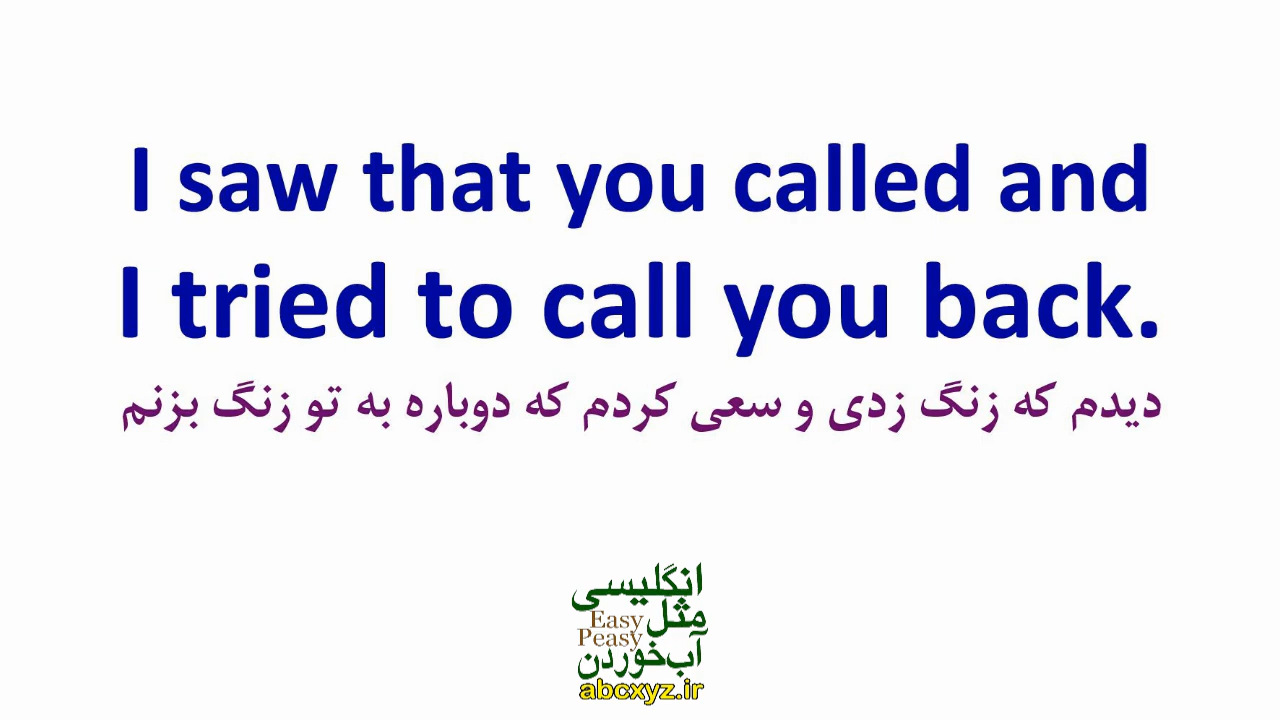 I saw that you called and
I tried to call you back.
دیدم که زنگ زدی و سعی کردم که دوباره به تو زنگ بزنم
انگلیسی
مثل
Easy
Peasy
آب‌خوردن
abcxyz.ir